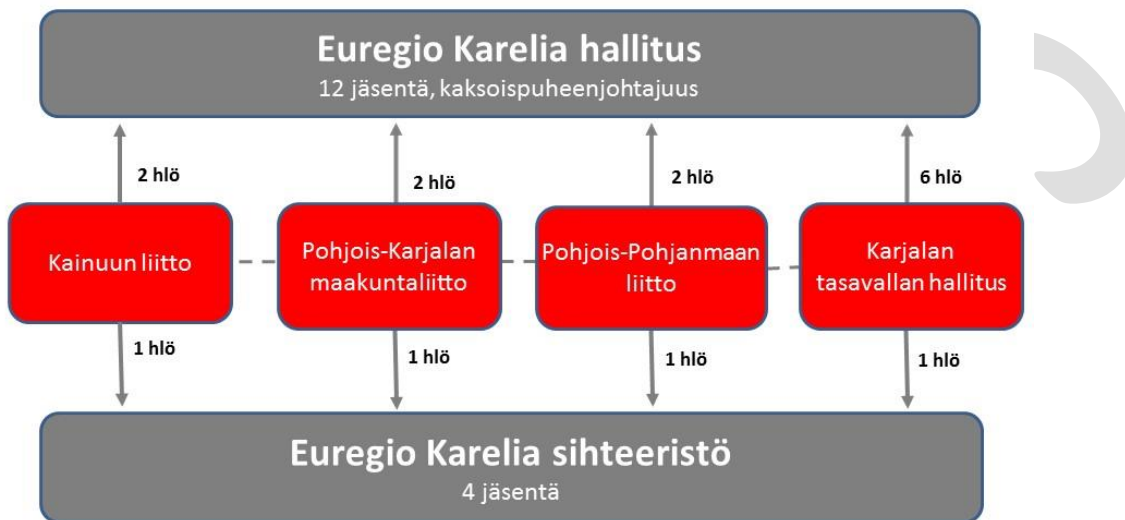 Euregio Karelia hallitus
12 jäsentä, kaksoispuheenjohtajuus
2 hlö
2 hlö
2 hlö
6 hlö
Kainuun liitto
Pohjois-Karjalan
maakuntaliitto
Pohjois-Pohjanmaan
liitto
Karjalan
tasavallan hallitus
1 hlö
1 hlö
1 hlö
1 hlö
Euregio Karelia sihteeristö
4 jäsentä